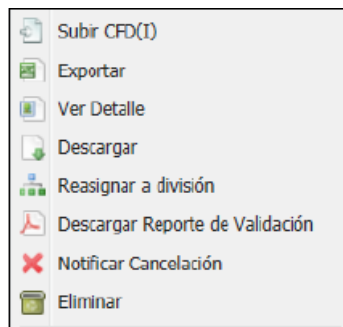 Subir CFD(I)
Exportar
Ver Detalle
Descargar
Reasignar a división
Descargar Reporte de Validación
Notificar Cancelación
Eliminar